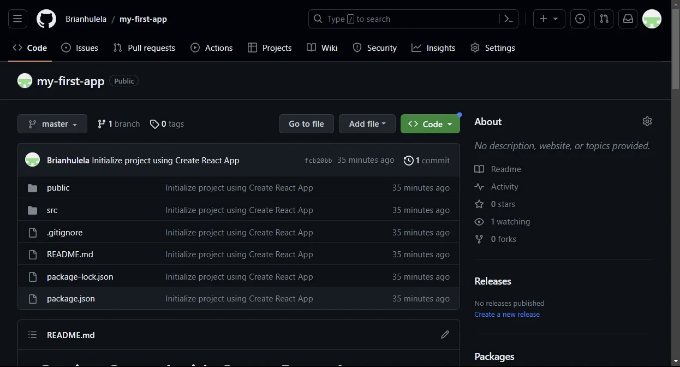 Brianhulela / my-first-app
Type / to search
Code Issues Pull requests Actions Projects Wiki Security Insights Settings
my-first-app Public
master 1 branch 0 tags Go to file Add file Code
Brianhulela Initialize project using Create React App fcb20bb 35 minutes ago 1 commit
public Initialize project using Create React App 35 minutes ago
src Initialize project using Create React App 35 minutes ago
.gitignore Initialize project using Create React App 35 minutes ago
README.md Initialize project using Create React App 35 minutes ago
package-lock.json Initialize project using Create React App 35 minutes ago
package.json Initialize project using Create React App 35 minutes ago
README.md
About
No description, website, or topics provided.
Readme
Activity
0 stars
1 watching
0 forks
Releases
No releases published
Create a new release
Packages